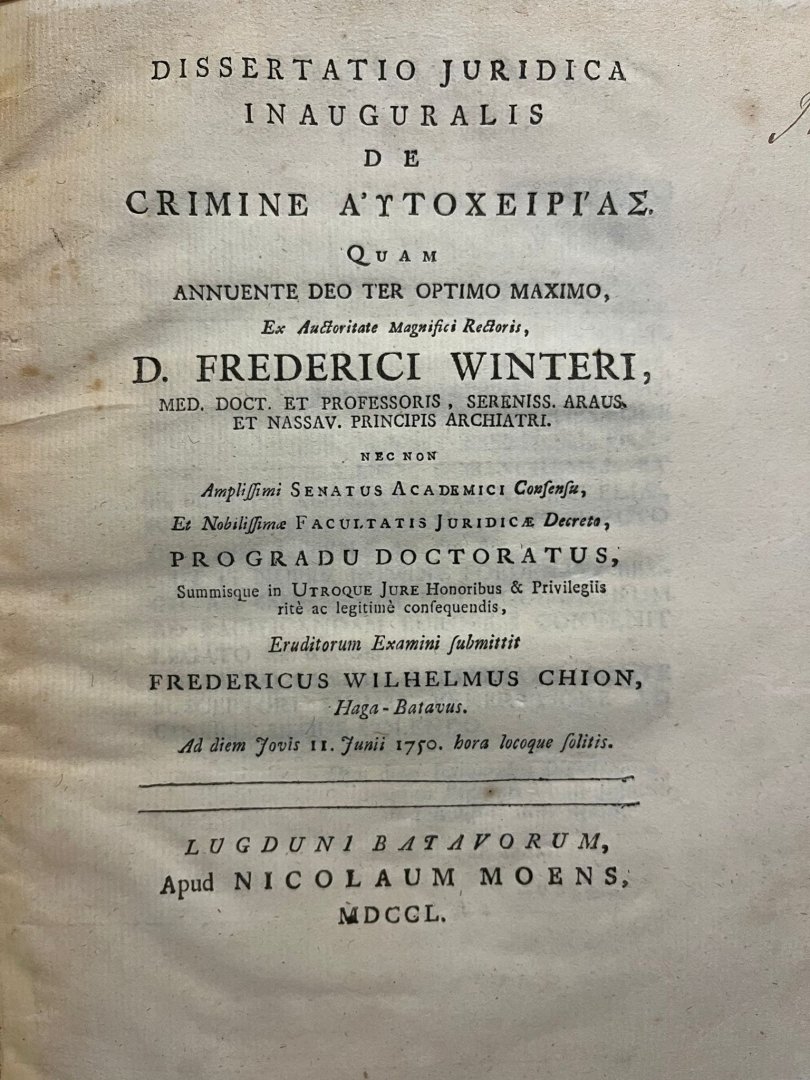 DISSERTATIO JURIDICA
INAUGURALIS
DE
CRIMINE Α᾿ΥΤΟΧΕΙΡΙ΄ΑΣ.
QUAM
ANNUENTE DEO TER OPTIMO MAXIMO,
Ex Auctoritate Magnifici Rectoris,
D. FREDERICI WINTERI,
MED. DOCT. ET PROFESSORIS, SERENISS. ARAUS.
ET NASSAV. PRINCIPIS ARCHIATRI.
NEC NON
Ampliſſimi SENATUS ACADEMICI Conſenſu,
Et Nobiliſſimæ FACULTATIS JURIDICÆ Decreto,
PRO GRADU DOCTORATUS,
Summisque in UTROQUE JURE Honoribus & Privilegiis
ritè ac legitimè conſequendis,
Eruditorum Examini ſubmittit
FREDERICUS WILHELMUS CHION,
Haga-Batavus.
Ad diem Jovis 11. Junii 1750. hora locoque ſolitis.
LUGDUNI BATAVORUM,
Apud NICOLAUM MOENS,
MDCCL.